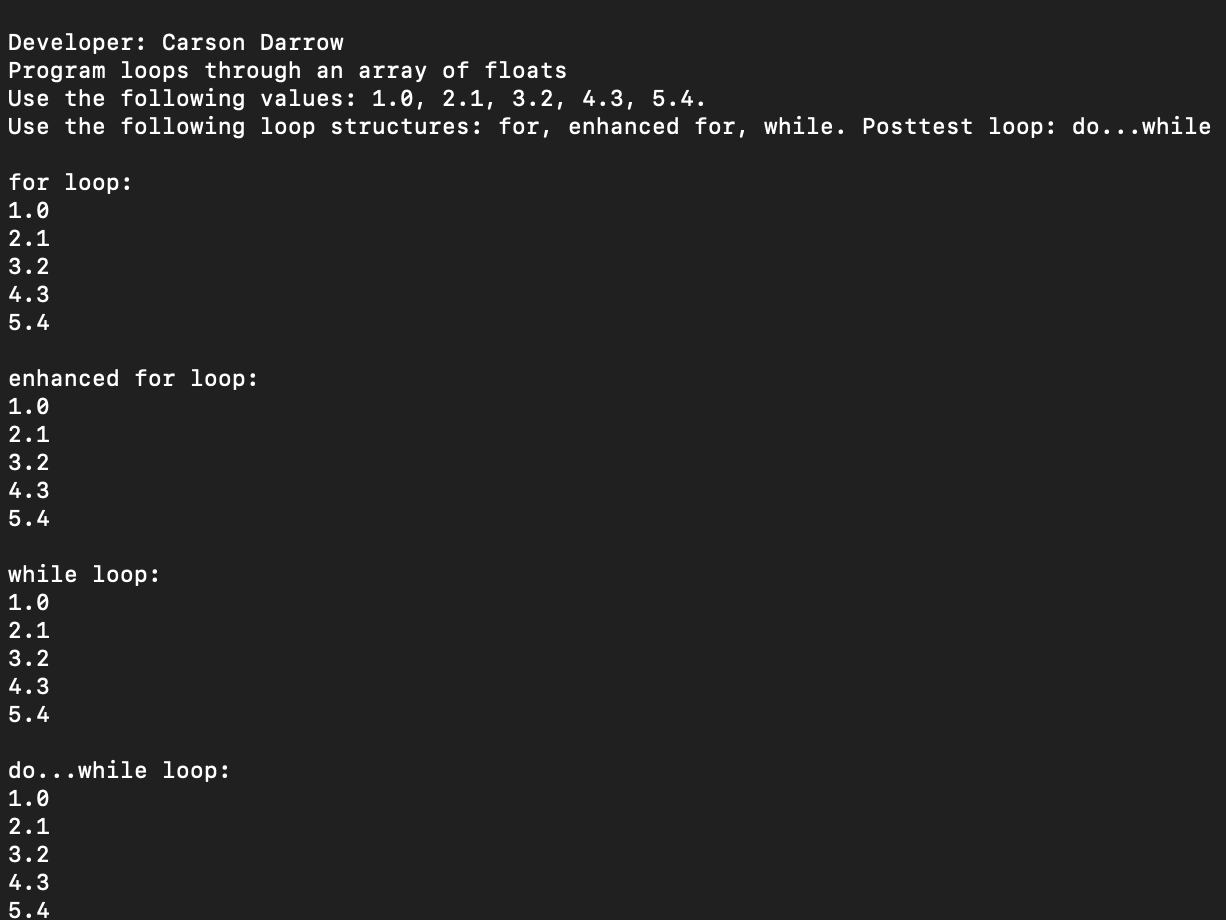 Developer: Carson Darrow
Program loops through an array of floats
Use the following values: 1.0, 2.1, 3.2, 4.3, 5.4.
Use the following loop structures: for, enhanced for, while. Posttest loop: do...while
for loop:
1.0
2.1
3.2
4.3
5.4
enhanced for loop:
1.0
2.1
3.2
4.3
5.4
while loop:
1.0
2.1
3.2
4.3
5.4
do...while loop:
1.0
2.1
3.2
4.3
5.4